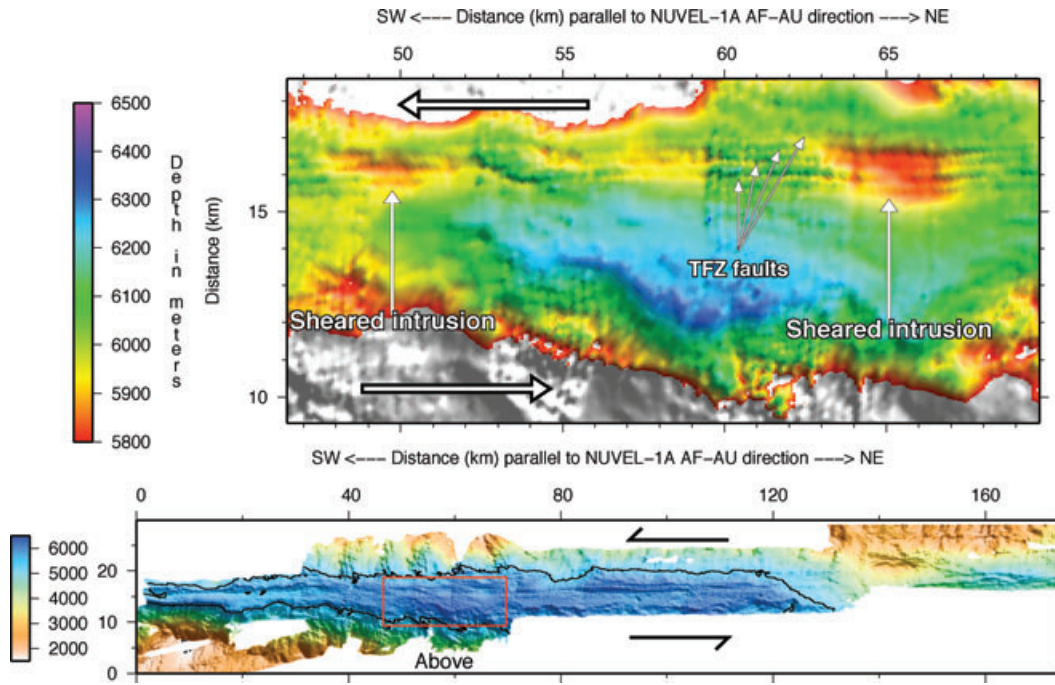 SW <--- Distance (km) parallel to NUVEL-1A AF-AU direction ---> NE
50 55 60 65
6500
6400
6300
6200
6100
6000
5900
5800
Depth in meters
Distance (km)
15
10
TFZ faults
Sheared intrusion
Sheared intrusion
SW <--- Distance (km) parallel to NUVEL-1A AF-AU direction ---> NE
0 40 80 120 160
6000
5000
4000
3000
2000
20
10
0
Above